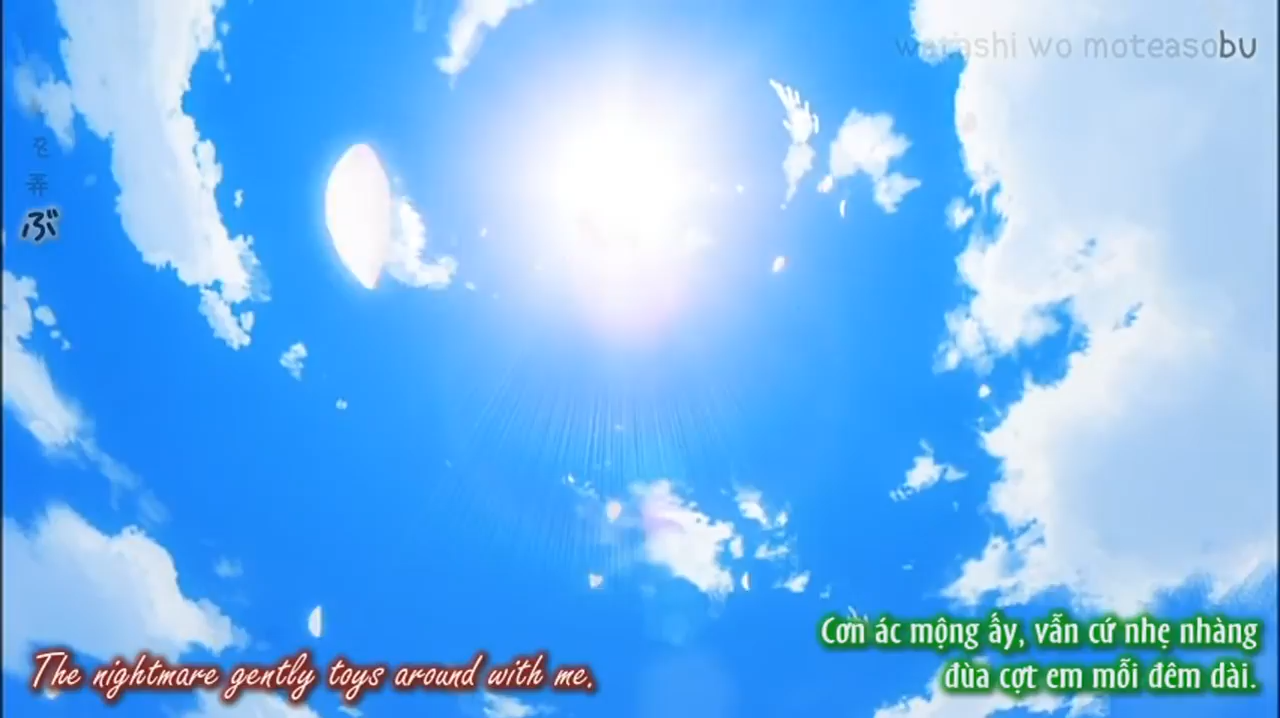 watashi wo moteasobu
を弄ぶ
The nightmare gently toys around with me.
Cơn ác mộng ấy, vẫn cứ nhẹ nhàng
đùa cợt em mỗi đêm dài.